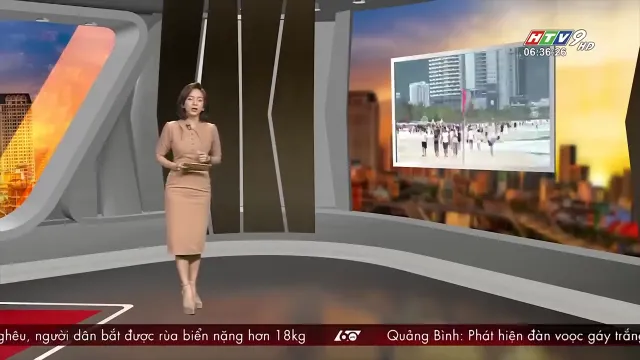 HTV9 HD
06:36:26
ghêu, người dân bắt được rùa biển nặng hơn 18kg
60 Quảng Bình: Phát hiện đàn voọc gáy trắng